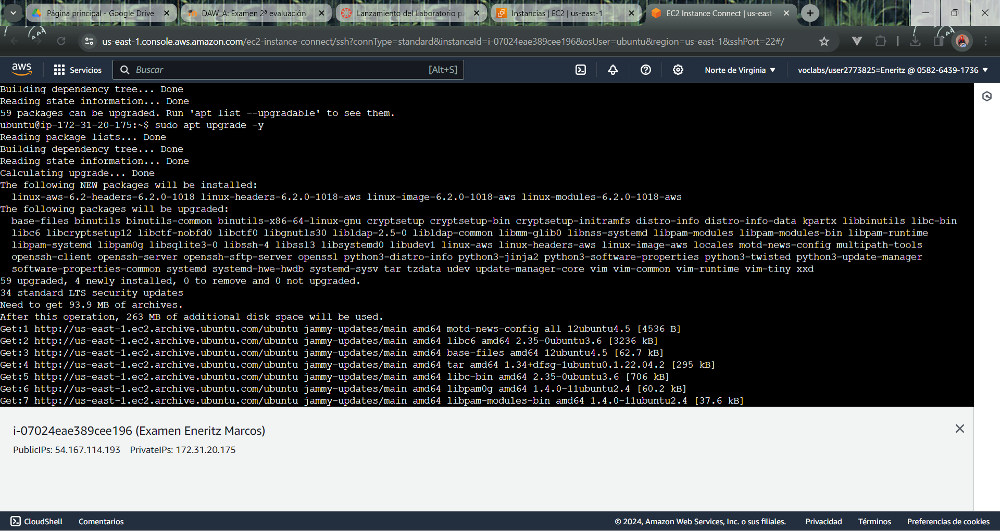 Página principal - Google Drive
DAW_A: Examen 2ª evaluación
Lanzamiento del Laboratorio pa
Instancias | EC2 | us-east-1
EC2 Instance Connect | us-east-
us-east-1.console.aws.amazon.com/ec2-instance-connect/ssh?connType=standard&instanceId=i-07024eae389cee196&osUser=ubuntu&region=us-east-1&sshPort=22#/
aws
Servicios
Buscar
[Alt+S]
Norte de Virginia
voclabs/user2773825=Eneritz @ 0582-6439-1736
Building dependency tree... Done
Reading state information... Done
59 packages can be upgraded. Run 'apt list --upgradable' to see them.
ubuntu@ip-172-31-20-175:~$ sudo apt upgrade -y
Reading package lists... Done
Building dependency tree... Done
Reading state information... Done
Calculating upgrade... Done
The following NEW packages will be installed:
linux-aws-6.2-headers-6.2.0-1018 linux-headers-6.2.0-1018-aws linux-image-6.2.0-1018-aws linux-modules-6.2.0-1018-aws
The following packages will be upgraded:
base-files binutils binutils-common binutils-x86-64-linux-gnu cryptsetup cryptsetup-bin cryptsetup-initramfs distro-info distro-info-data kpartx libbinutils libc-bin
libc6 libcryptsetup12 libctf-nobfd0 libctf0 libgnutls30 libldap-2.5-0 libldap-common libmm-glib0 libnss-systemd libpam-modules libpam-modules-bin libpam-runtime
libpam-systemd libpam0g libsqlite3-0 libssh-4 libssl3 libsystemd0 libudev1 linux-aws linux-headers-aws linux-image-aws locales motd-news-config multipath-tools
openssh-client openssh-server openssh-sftp-server openssl python3-distro-info python3-jinja2 python3-software-properties python3-twisted python3-update-manager
software-properties-common systemd systemd-hwe-hwdb systemd-sysv tar tzdata udev update-manager-core vim vim-common vim-runtime vim-tiny xxd
59 upgraded, 4 newly installed, 0 to remove and 0 not upgraded.
34 standard LTS security updates
Need to get 93.9 MB of archives.
After this operation, 263 MB of additional disk space will be used.
Get:1 http://us-east-1.ec2.archive.ubuntu.com/ubuntu jammy-updates/main amd64 motd-news-config all 12ubuntu4.5 [4536 B]
Get:2 http://us-east-1.ec2.archive.ubuntu.com/ubuntu jammy-updates/main amd64 libc6 amd64 2.35-0ubuntu3.6 [3236 kB]
Get:3 http://us-east-1.ec2.archive.ubuntu.com/ubuntu jammy-updates/main amd64 base-files amd64 12ubuntu4.5 [62.7 kB]
Get:4 http://us-east-1.ec2.archive.ubuntu.com/ubuntu jammy-updates/main amd64 tar amd64 1.34+dfsg-1ubuntu0.1.22.04.2 [295 kB]
Get:5 http://us-east-1.ec2.archive.ubuntu.com/ubuntu jammy-updates/main amd64 libc-bin amd64 2.35-0ubuntu3.6 [706 kB]
Get:6 http://us-east-1.ec2.archive.ubuntu.com/ubuntu jammy-updates/main amd64 libpam0g amd64 1.4.0-11ubuntu2.4 [60.2 kB]
Get:7 http://us-east-1.ec2.archive.ubuntu.com/ubuntu jammy-updates/main amd64 libpam-modules-bin amd64 1.4.0-11ubuntu2.4 [37.6 kB]
i-07024eae389cee196 (Examen Eneritz Marcos)
PublicIPs: 54.167.114.193 PrivateIPs: 172.31.20.175
CloudShell
Comentarios
© 2024, Amazon Web Services, Inc. o sus filiales.
Privacidad
Términos
Preferencias de cookies